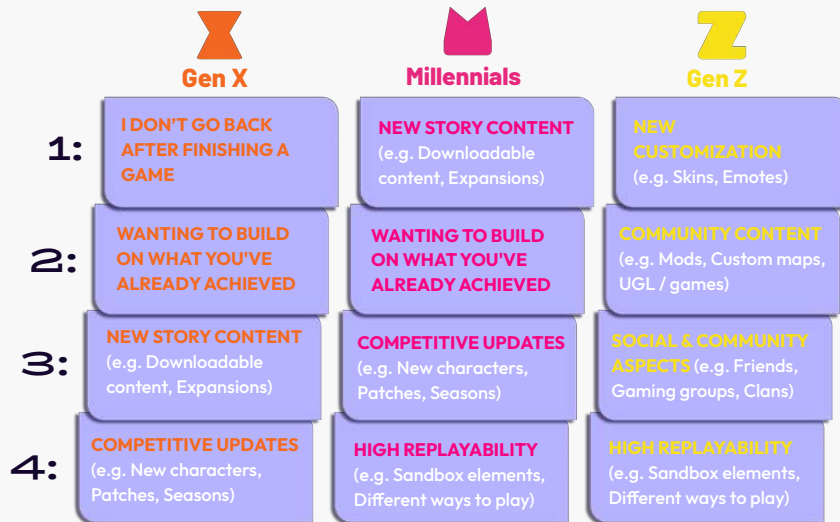 Gen X
Millennials
Gen Z
1:
I DON'T GO BACK
AFTER FINISHING A
GAME
NEW STORY CONTENT
(e.g. Downloadable
content, Expansions)
NEW
CUSTOMIZATION
(e.g. Skins, Emotes)
2:
WANTING TO BUILD
ON WHAT YOU'VE
ALREADY ACHIEVED
WANTING TO BUILD
ON WHAT YOU'VE
ALREADY ACHIEVED
COMMUNITY CONTENT
(e.g. Mods, Custom maps,
UGL / games)
3:
NEW STORY CONTENT
(e.g. Downloadable
content, Expansions)
COMPETITIVE UPDATES
(e.g. New characters,
Patches, Seasons)
SOCIAL & COMMUNITY
ASPECTS (e.g. Friends,
Gaming groups, Clans)
4:
COMPETITIVE UPDATES
(e.g. New characters,
Patches, Seasons)
HIGH REPLAYABILITY
(e.g. Sandbox elements,
Different ways to play)
HIGH REPLAYABILITY
(e.g. Sandbox elements,
Different ways to play)